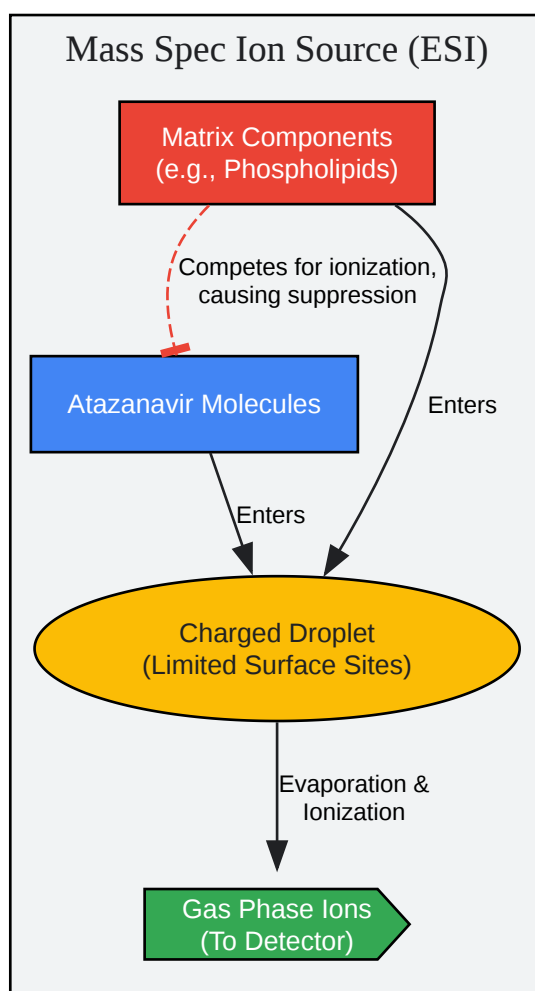 Mass Spec Ion Source (ESI)
Matrix Components
(e.g., Phospholipids)
Competes for ionization,
causing suppression
Atazanavir Molecules
Enters
Enters
Charged Droplet
(Limited Surface Sites)
Evaporation &
Ionization
Gas Phase Ions
(To Detector)